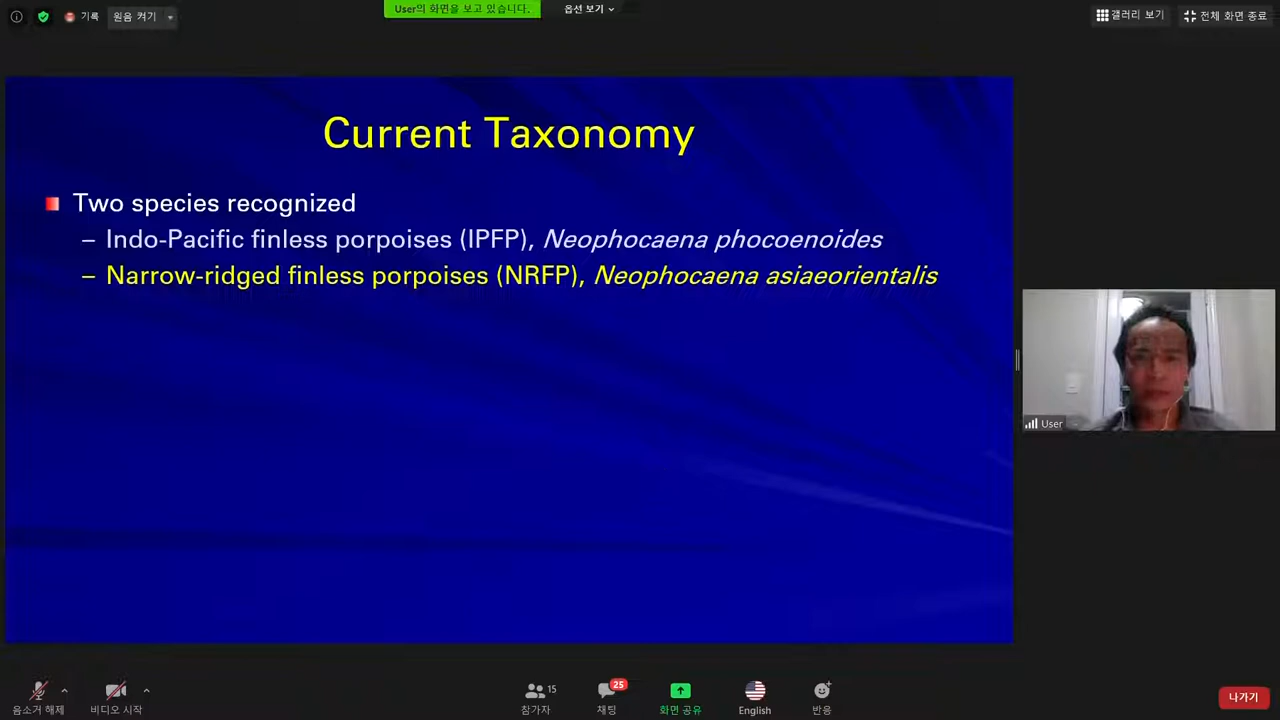 기록
원음 켜기
User의 화면을 보고 있습니다.
옵션 보기
갤러리 보기
전체 화면 종료
Current Taxonomy
Two species recognized
– Indo-Pacific finless porpoises (IPFP), Neophocaena phocoenoides
– Narrow-ridged finless porpoises (NRFP), Neophocaena asiaeorientalis
User
음소거 해제
비디오 시작
15
참가자
25
채팅
화면 공유
English
반응
나가기